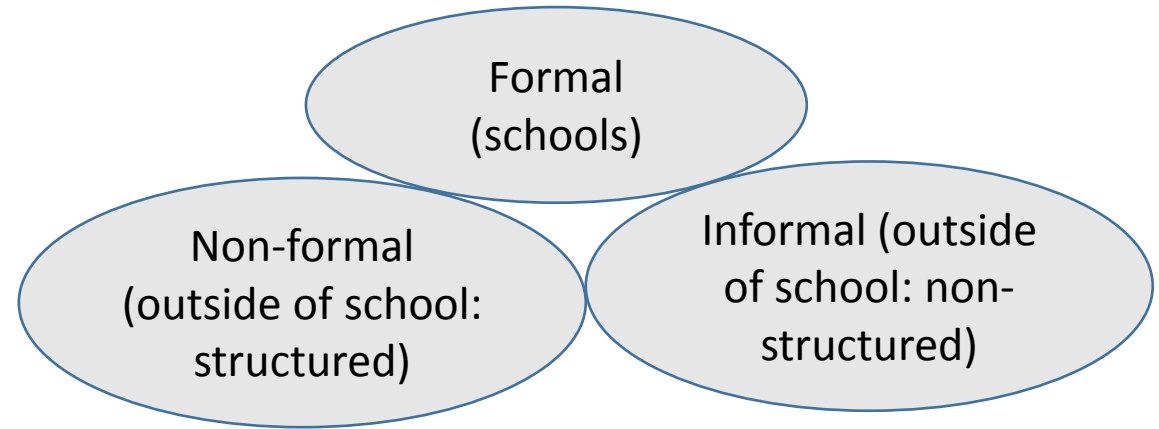 Formal
(schools)
Non-formal
(outside of school:
structured)
Informal (outside
of school: non-
structured)